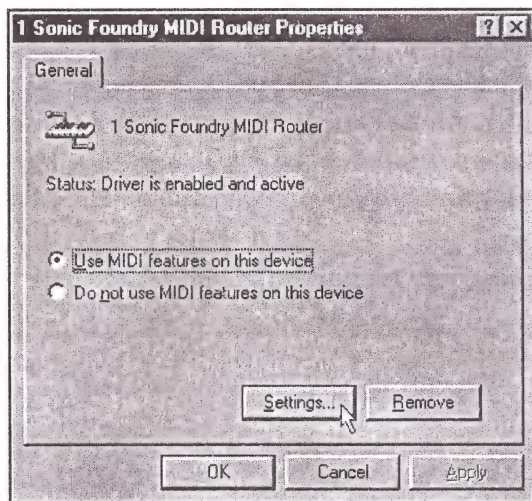 1 Sonic Foundry MIDI Router Properties
General
1 Sonic Foundry MIDI Router
Status: Driver is enabled and active
Use MIDI features on this device
Do not use MIDI features on this device
Settings... Remove
OK Cancel Apply